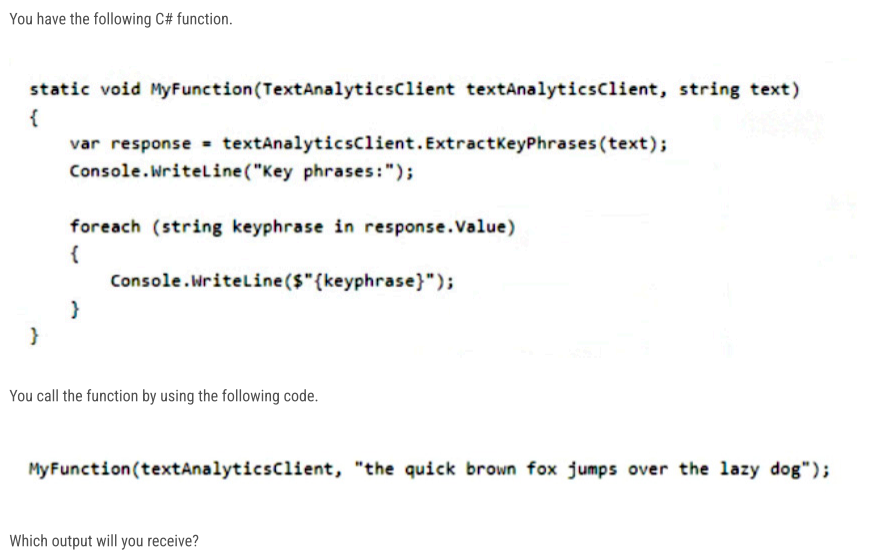 You have the following C# function.
static void MyFunction(TextAnalyticsClient textAnalyticsClient, string text)
{
var response = textAnalyticsClient.ExtractKeyPhrases(text);
Console.WriteLine("Key phrases:");
foreach (string keyphrase in response.Value)
{
Console.WriteLine($"{keyphrase}");
}
}
You call the function by using the following code.
MyFunction(textAnalyticsClient, "the quick brown fox jumps over the lazy dog");
Which output will you receive?